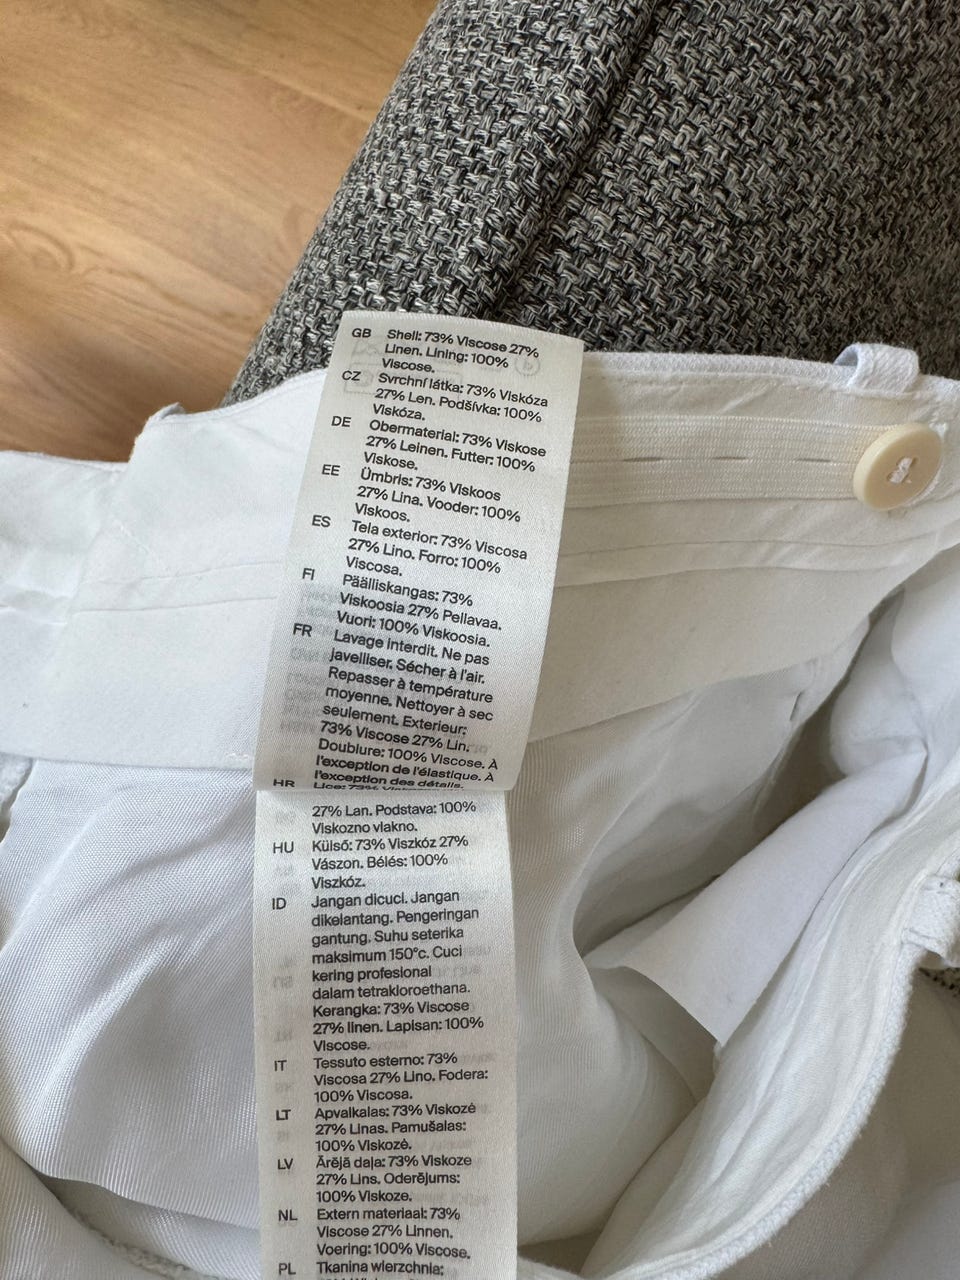 GB Shell: 73% Viscose 27%
Linen. Lining: 100%
Viscose.
CZ Svrchní látka: 73% Viskóza
27% Len. Podšívka: 100%
Viskóza.
DE Obermaterial: 73% Viskose
27% Leinen. Futter: 100%
Viskose.
EE Ümbris: 73% Viskoos
27% Lina. Vooder: 100%
Viskoos.
ES Tela exterior: 73% Viscosa
27% Lino. Forro: 100%
Viscosa.
FI Päälliskangas: 73%
Viskoosia 27% Pellavaa.
Vuori: 100% Viskoosia.
FR Lavage interdit. Ne pas
javelliser. Sécher à l'air.
Repasser à température
moyenne. Nettoyer à sec
seulement. Exterieur:
73% Viscose 27% Lin.
Doublure: 100% Viscose. À
l'exception de l'élastique. À
l'exception des détails.
HR Lice: 73%
27% Lan. Podstava: 100%
Viskozno vlakno.
HU Külső: 73% Viszkóz 27%
Vászon. Bélés: 100%
Viszkóz.
ID Jangan dicuci. Jangan
dikelantang. Pengeringan
gantung. Suhu seterika
maksimum 150°c. Cuci
kering profesional
dalam tetrakloroethana.
Kerangka: 73% Viscose
27% linen. Lapisan: 100%
Viscose.
IT Tessuto esterno: 73%
Viscosa 27% Lino. Fodera:
100% Viscosa.
LT Apvalkalas: 73% Viskozė
27% Linas. Pamušalas:
100% Viskozė.
LV Ārējā daļa: 73% Viskoze
27% Lins. Oderējums:
100% Viskoze.
NL Extern materiaal: 73%
Viscose 27% Linnen.
Voering: 100% Viscose.
PL Tkanina wierzchnia: